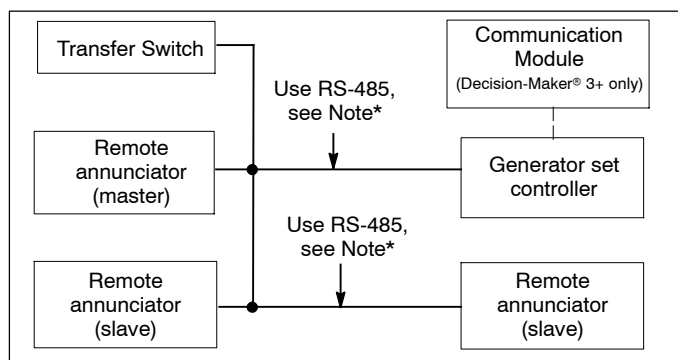 Transfer Switch
Communication
Module
(Decision-Maker® 3+ only)
Use RS-485,
see Note*
Remote
annunciator
(master)
Generator set
controller
Use RS-485,
see Note*
Remote
annunciator
(slave)
Remote
annunciator
(slave)